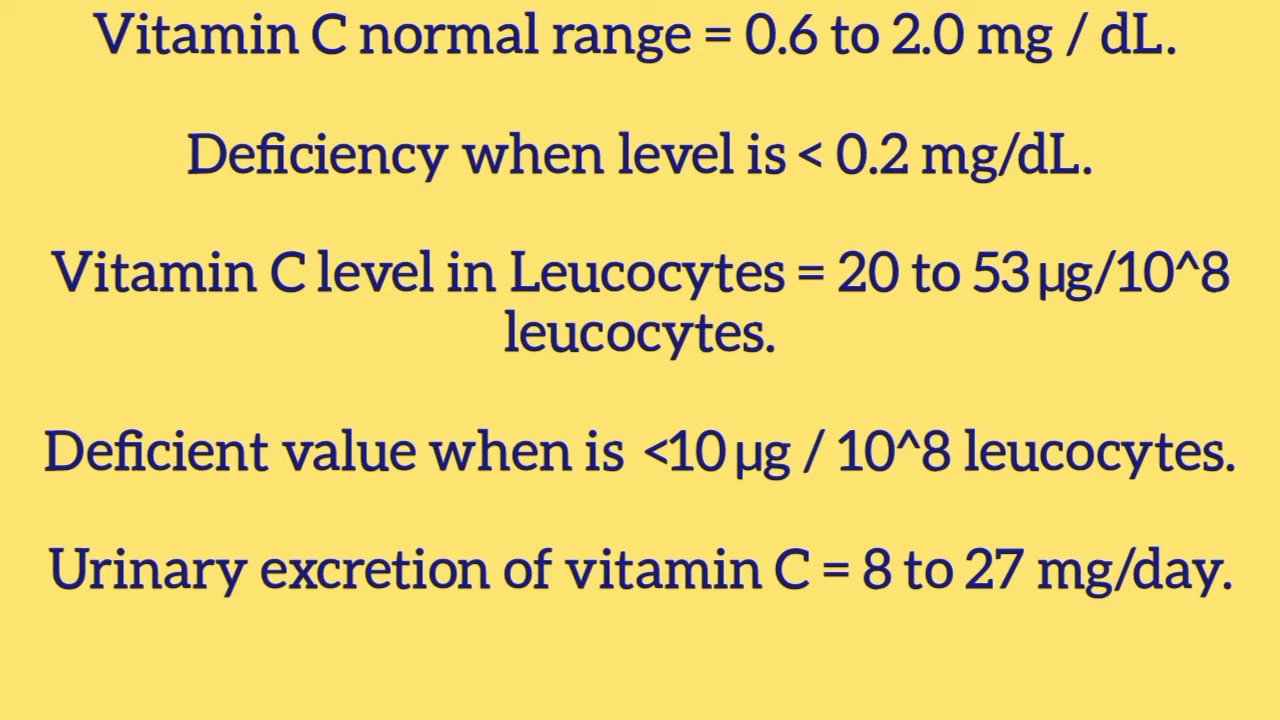 Vitamin C normal range = 0.6 to 2.0 mg / dL.
Deficiency when level is < 0.2 mg/dL.
Vitamin C level in Leucocytes = 20 to 53 µg/10^8
leucocytes.
Deficient value when is <10 µg / 10^8 leucocytes.
Urinary excretion of vitamin C = 8 to 27 mg/day.